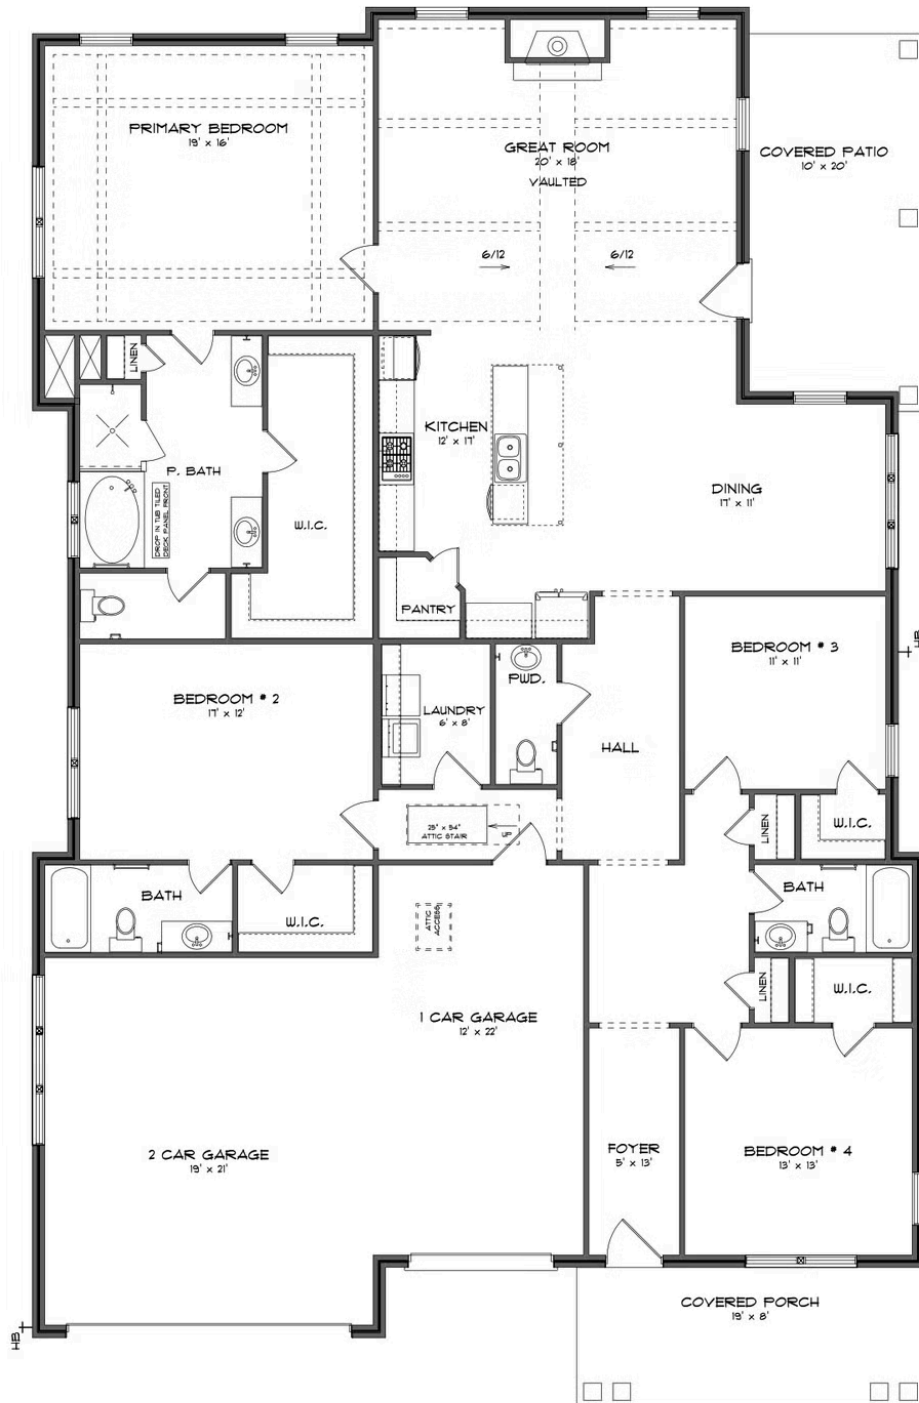 PRIMARY BEDROOM
19' x 16'
GREAT ROOM
20' x 18'
VAULTED
COVERED PATIO
10' x 20'
6/12
6/12
LINEN
KITCHEN
12' x 17'
P. BATH
DROP IN TUB TILED
DECK PANEL FRONT
W.I.C.
DINING
17' x 11'
PANTRY
HB
BEDROOM # 2
17' x 12'
LAUNDRY
6' x 8'
PWD.
HALL
BEDROOM # 3
11' x 11'
25" x 54"
ATTIC STAIR
UP
LINEN
W.I.C.
BATH
W.I.C.
ATTIC
ACCESS
BATH
LINEN
W.I.C.
1 CAR GARAGE
12' x 22'
2 CAR GARAGE
19' x 21'
FOYER
5' x 13'
BEDROOM # 4
13' x 13'
COVERED PORCH
19' x 8'
HB